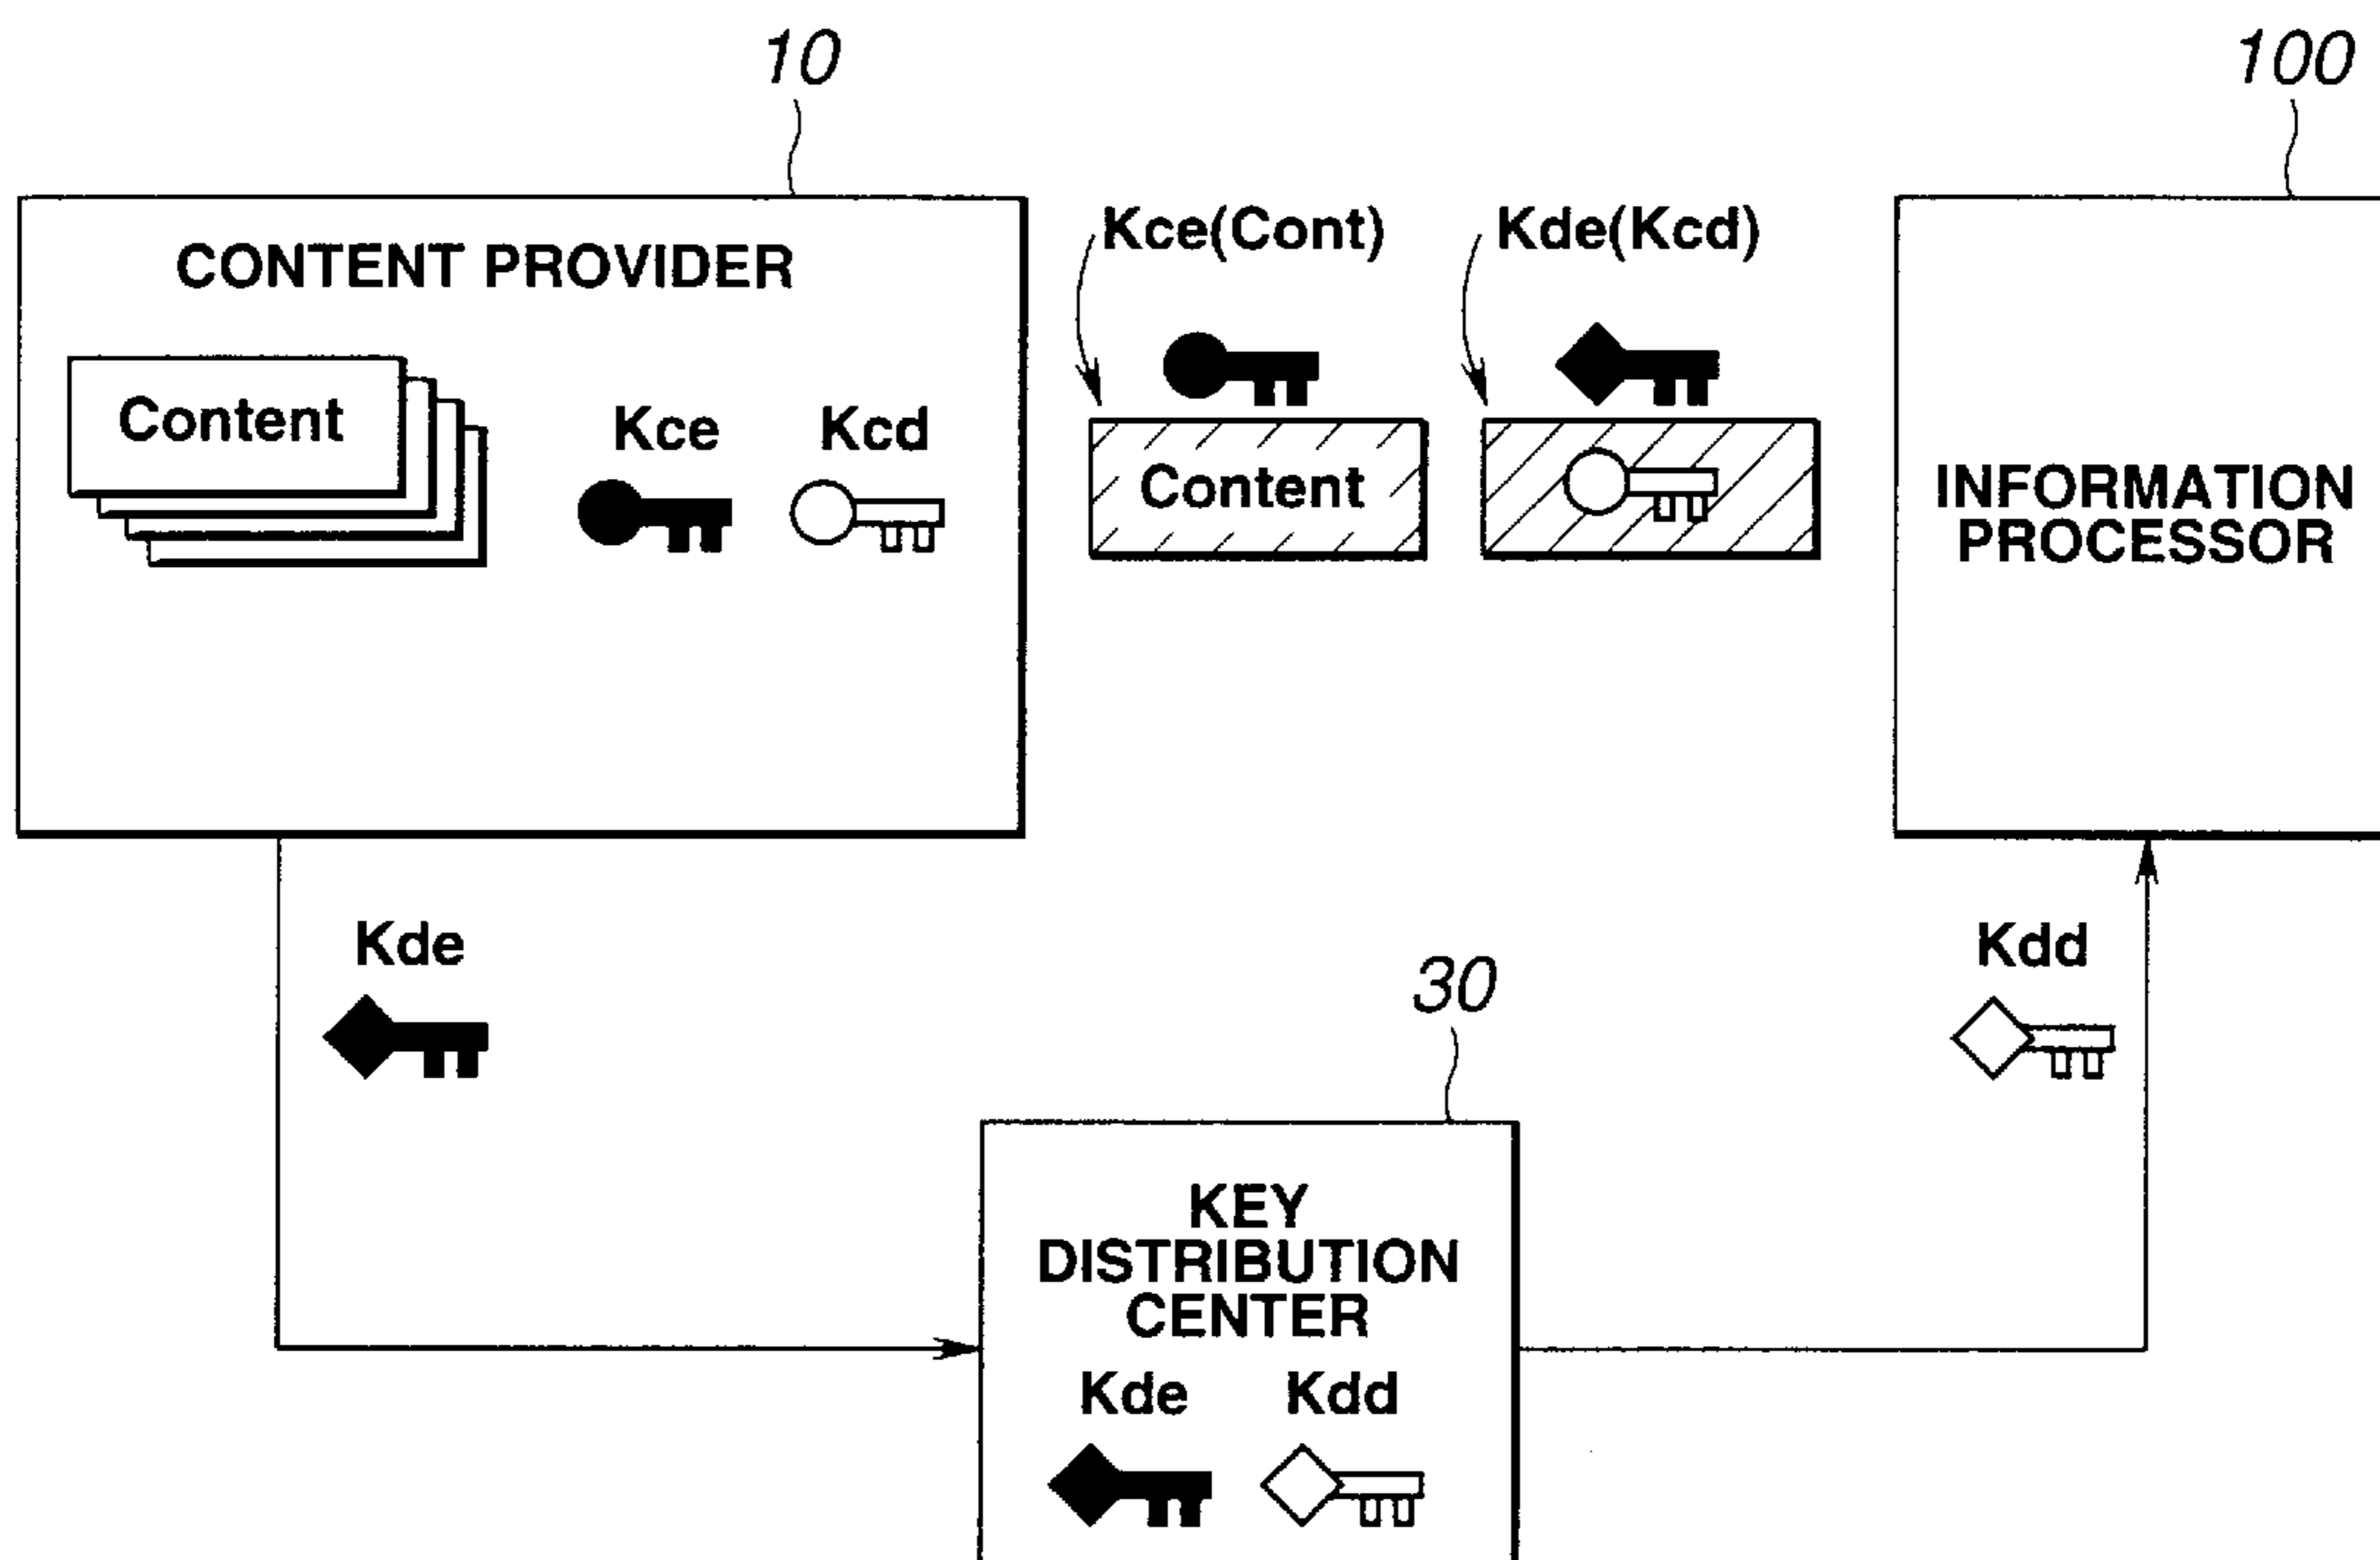 10
100
CONTENT PROVIDER
Kce(Cont)
Kde(Kcd)
Content
Kce
Kcd
Content
INFORMATION
PROCESSOR
Kde
30
Kdd
KEY
DISTRIBUTION
CENTER
Kde
Kdd